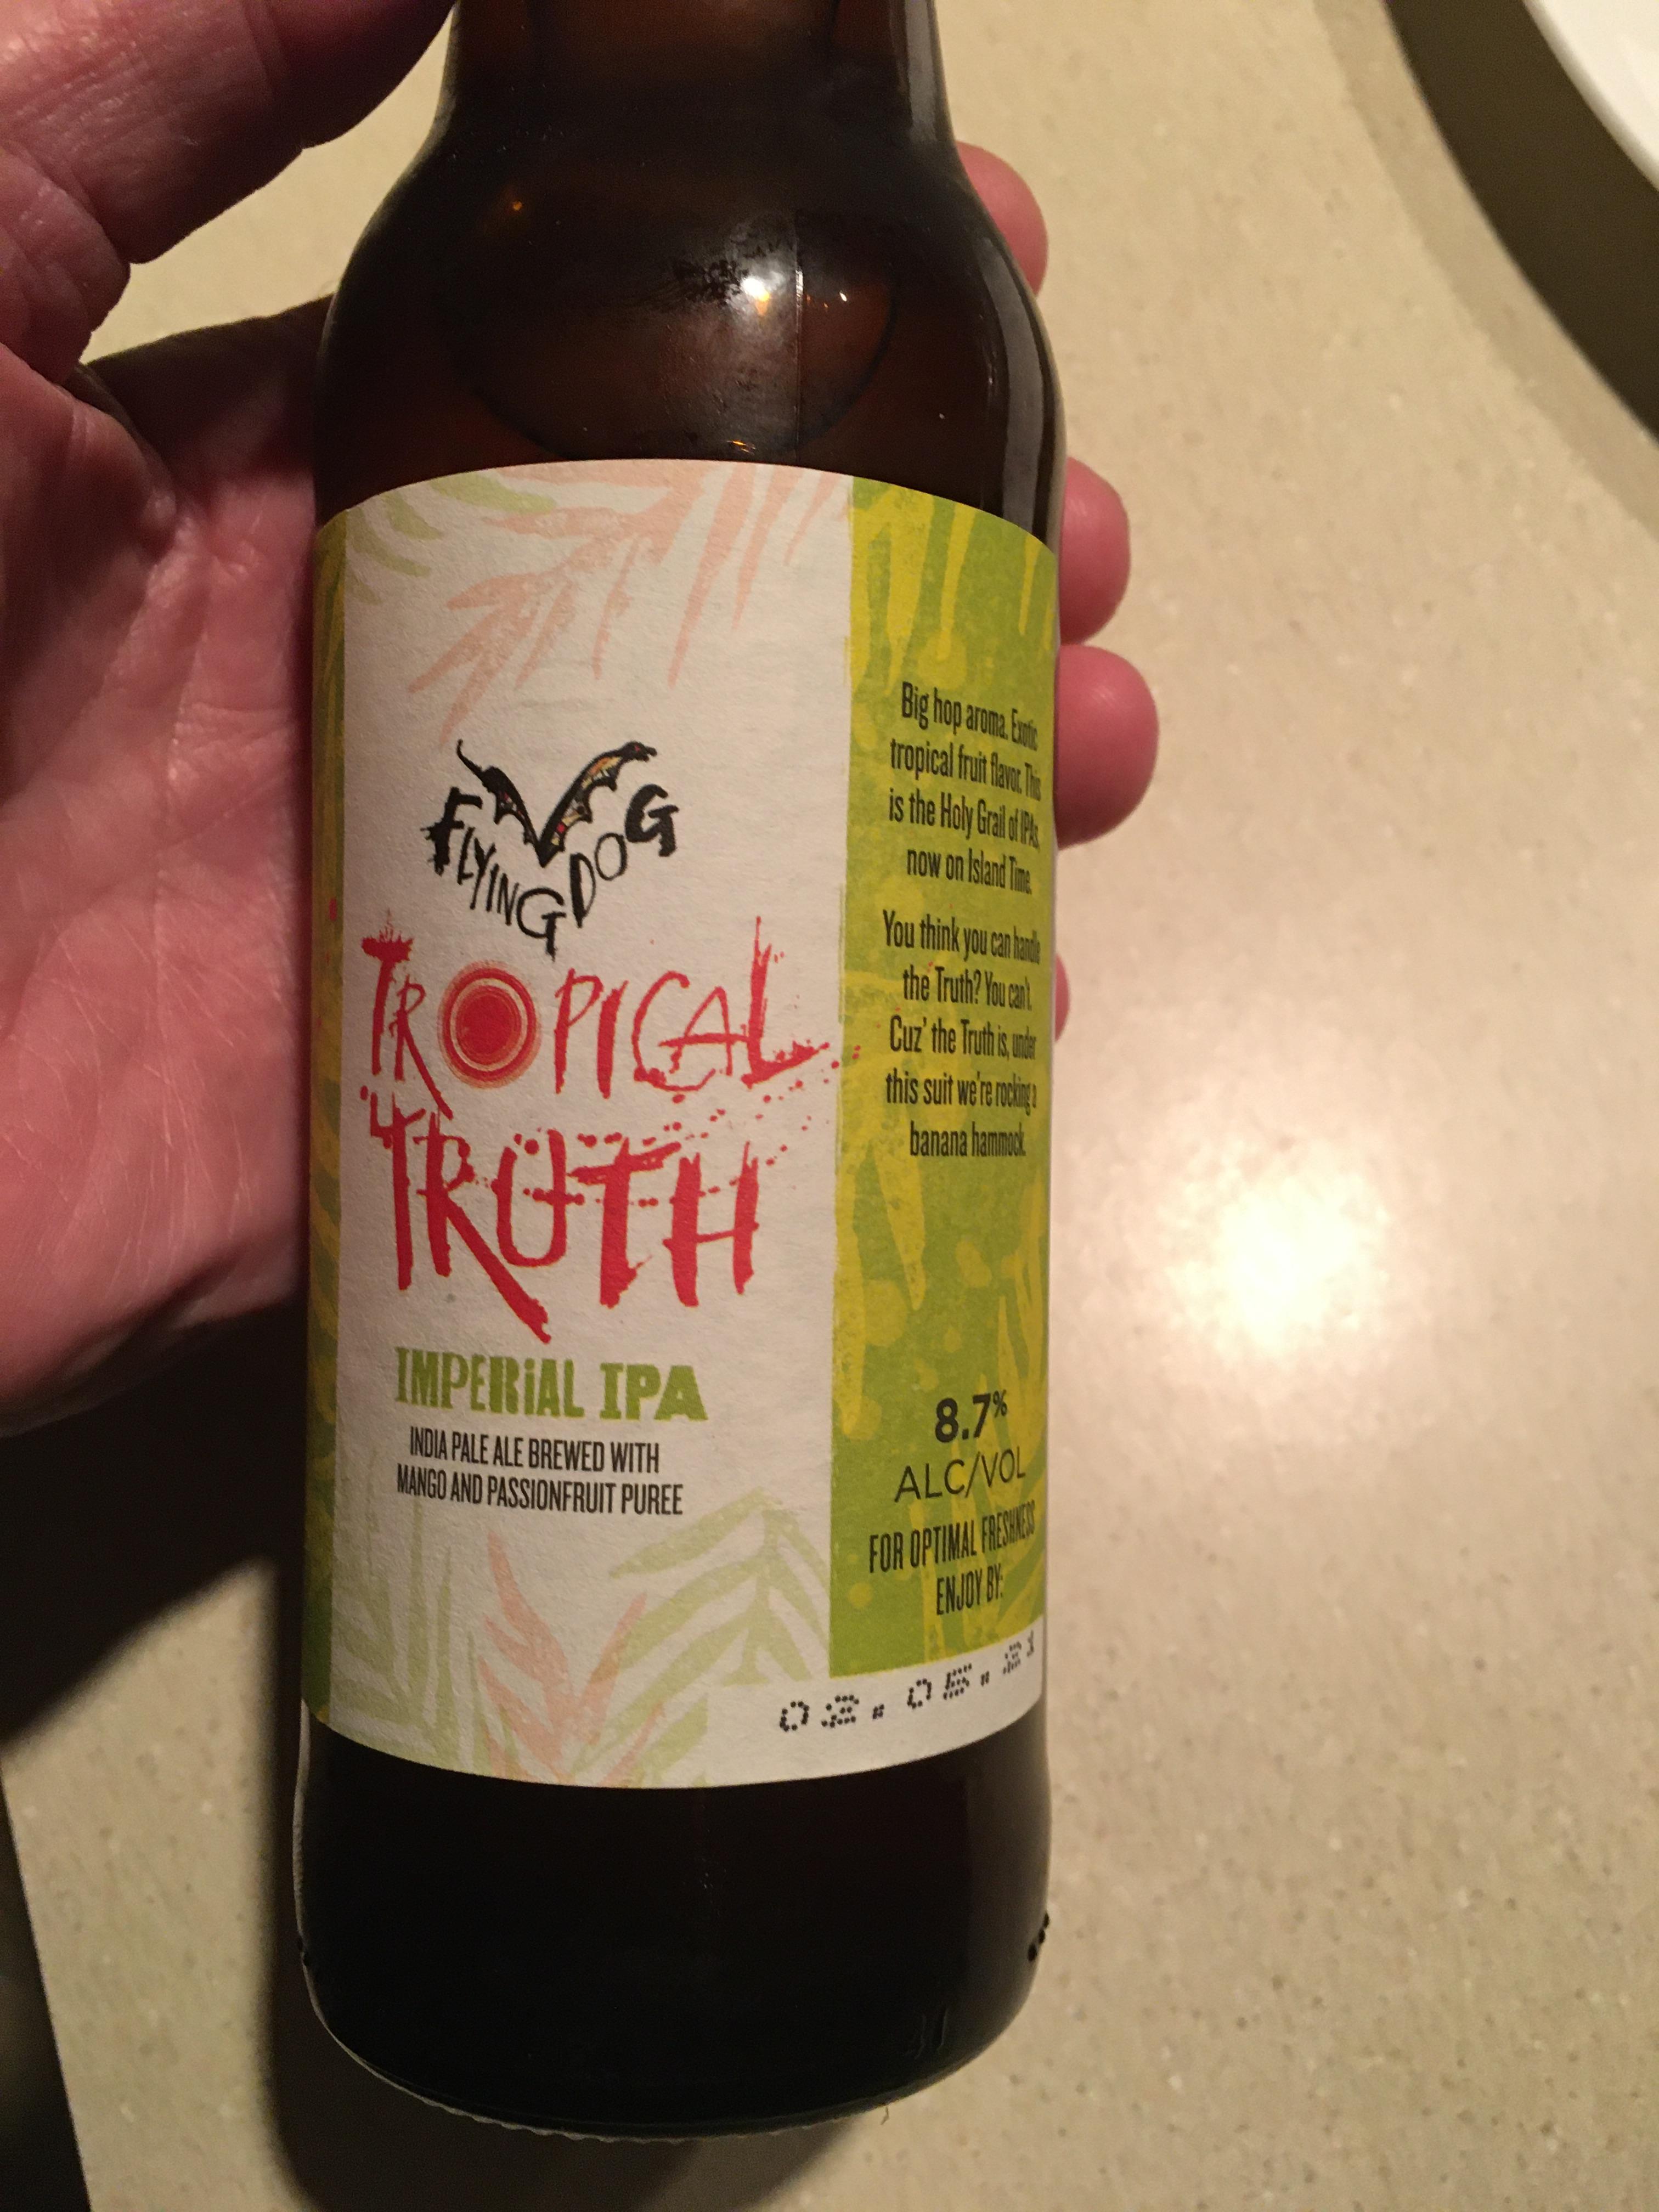 FLYING DOG
TROPICAL
TRUTH
IMPERiAL IPA
INDIA PALE ALE BREWED WITH
MANGO AND PASSIONFRUIT PUREE
Big hop aroma. Exotic
tropical fruit flavor. This
is the Holy Grail of IPAs,
now on Island Time.
You think you can handle
the Truth? You can't.
Cuz' the Truth is, under
this suit we're rocking a
banana hammock.
8.7%
ALC/VOL
FOR OPTIMAL FRESHNESS
ENJOY BY:
02.05.21